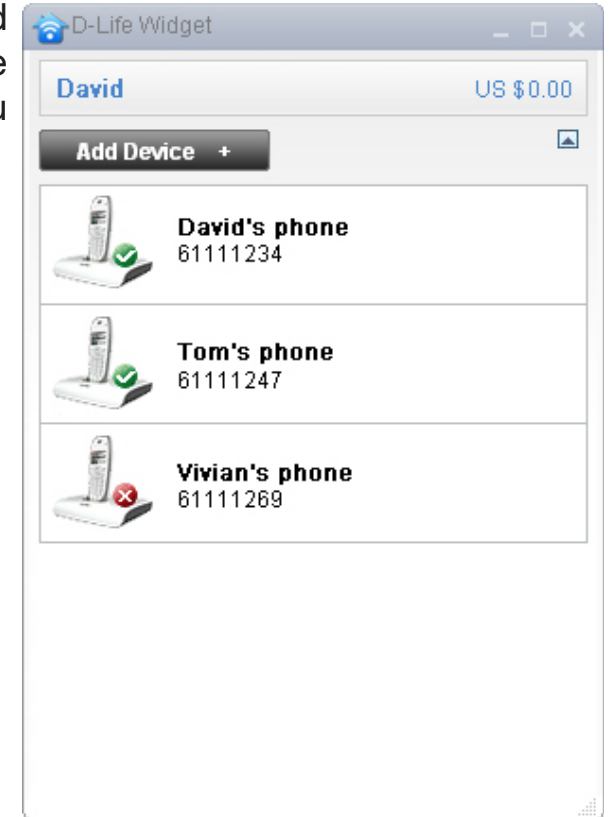 d
e
u
D-Life Widget
David US $0.00
Add Device +
David's phone
61111234
Tom's phone
61111247
Vivian's phone
61111269